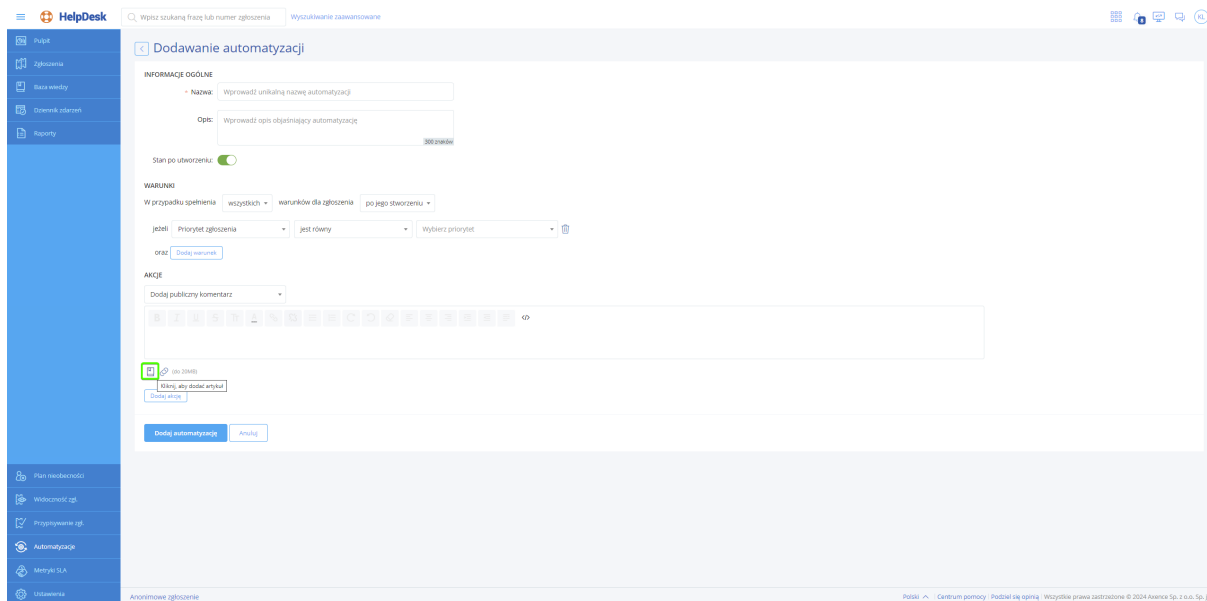 HelpDesk
Wpisz szukaną frazę lub numer zgłoszenia
Wyszukiwanie zaawansowane
KL
Pulpit
Zgłoszenia
Baza wiedzy
Dziennik zdarzeń
Raporty
Dodawanie automatyzacji
INFORMACJE OGÓLNE
* Nazwa: Wprowadź unikalną nazwę automatyzacji
Opis: Wprowadź opis objaśniający automatyzację
300 znaków
Stan po utworzeniu:
WARUNKI
W przypadku spełnienia wszystkich warunków dla zgłoszenia po jego stworzeniu
jeżeli Priorytet zgłoszenia jest równy Wybierz priorytet
oraz Dodaj warunek
AKCJE
Dodaj publiczny komentarz
(do 20MB)
Kliknij, aby dodać artykuł
Dodaj akcję
Dodaj automatyzację Anuluj
Plan nieobecności
Widoczność zgł.
Przypisywanie zgł.
Automatyzacje
Metryki SLA
Ustawienia
Anonimowe zgłoszenie
Polski Centrum pomocy Podziel się opinią Wszystkie prawa zastrzeżone © 2024 Axence Sp. z o.o. Sp. j